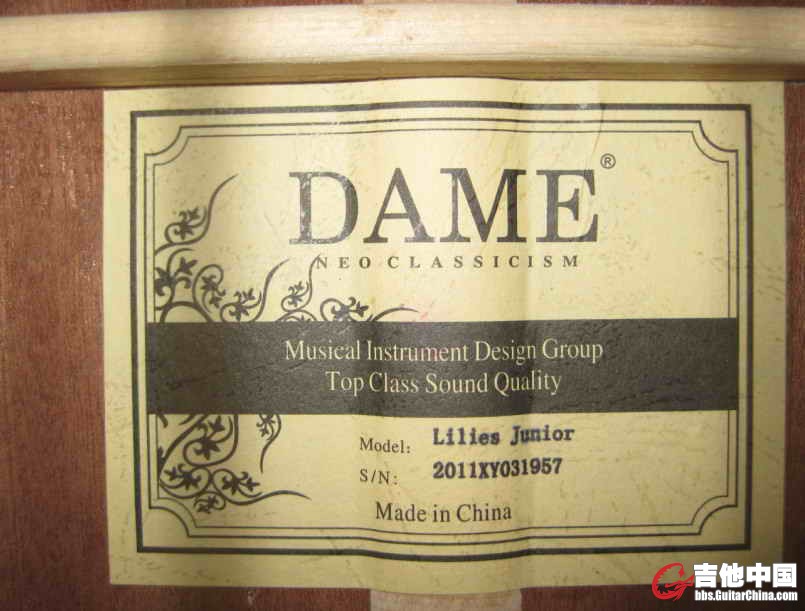 DAME®
NEO CLASSICISM
Musical Instrument Design Group
Top Class Sound Quality
Model: Lilies Junior
S/N: 2011XY031957
Made in China
吉他中国
bbs.GuitarChina.com